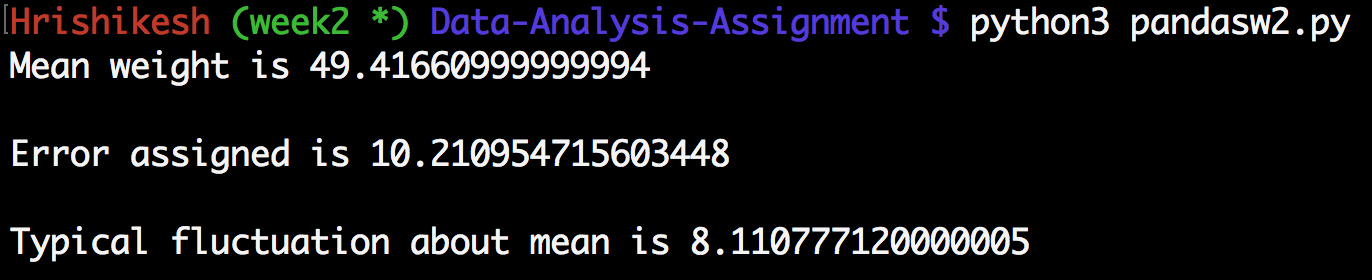 [Hrishikesh (week2 *) Data-Analysis-Assignment $ python3 pandasw2.py
Mean weight is 49.41660999999994
Error assigned is 10.210954715603448
Typical fluctuation about mean is 8.110777120000005